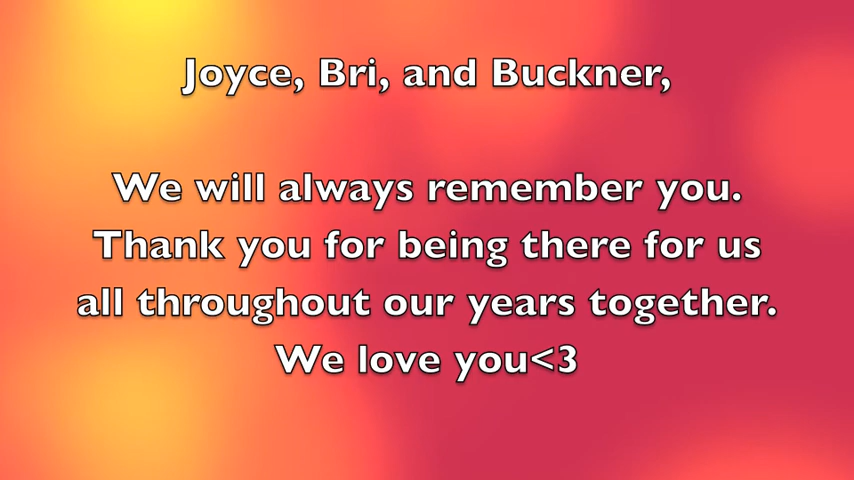 Joyce, Bri, and Buckner,
We will always remember you.
Thank you for being there for us
all throughout our years together.
We love you<3